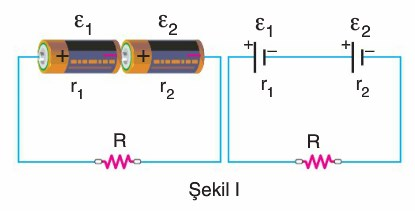 ε₁ ε₂ ε₁ ε₂
+ + + − + −
r₁ r₂ r₁ r₂
R R
Şekil I